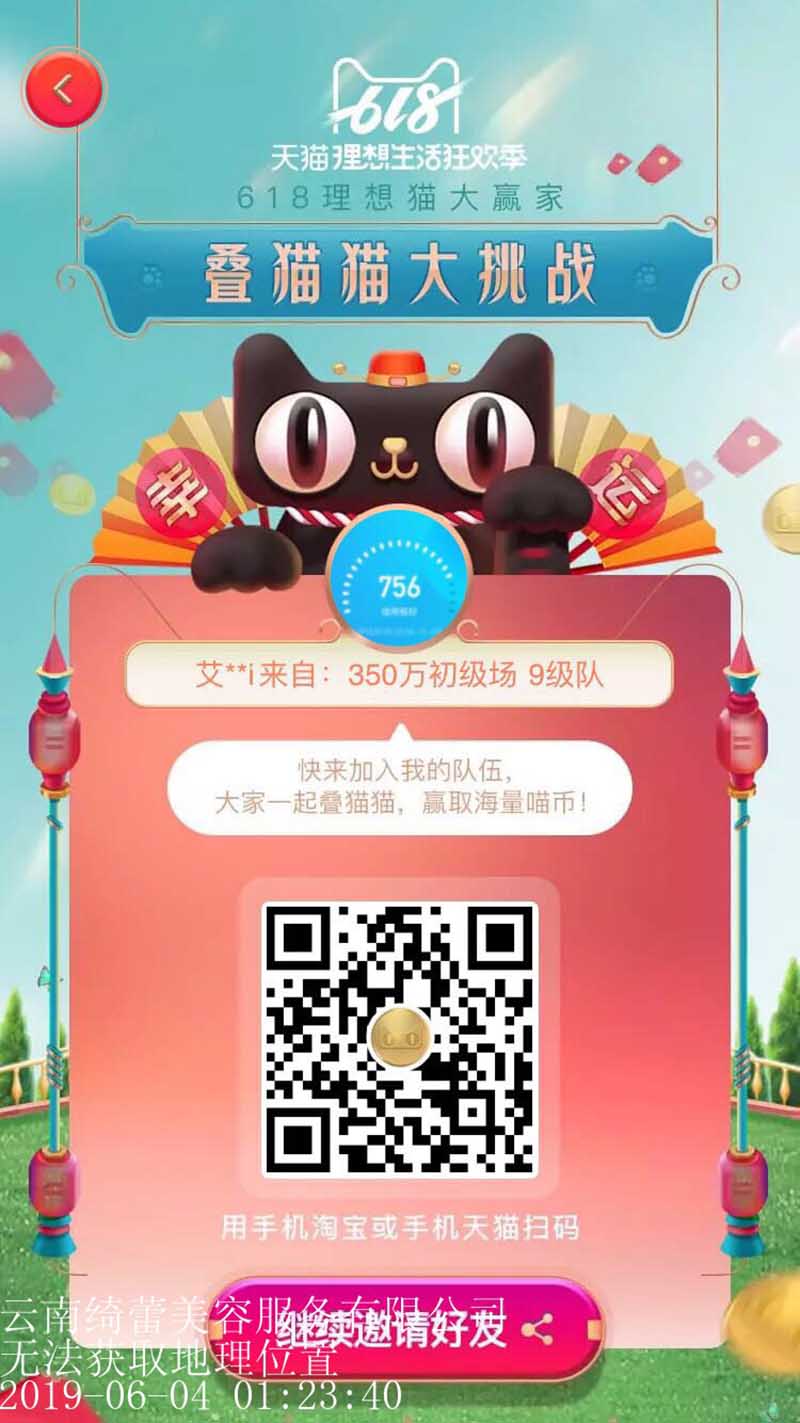 618
天猫理想生活狂欢季
618理想猫大赢家
叠猫猫大挑战
幸
运
756
艾**i来自：350万初级场 9级队
快来加入我的队伍，
大家一起叠猫猫，赢取海量喵币！
用手机淘宝或手机天猫扫码
继续邀请好友
云南绮蕾美容服务有限公司
无法获取地理位置
2019-06-04 01:23:40